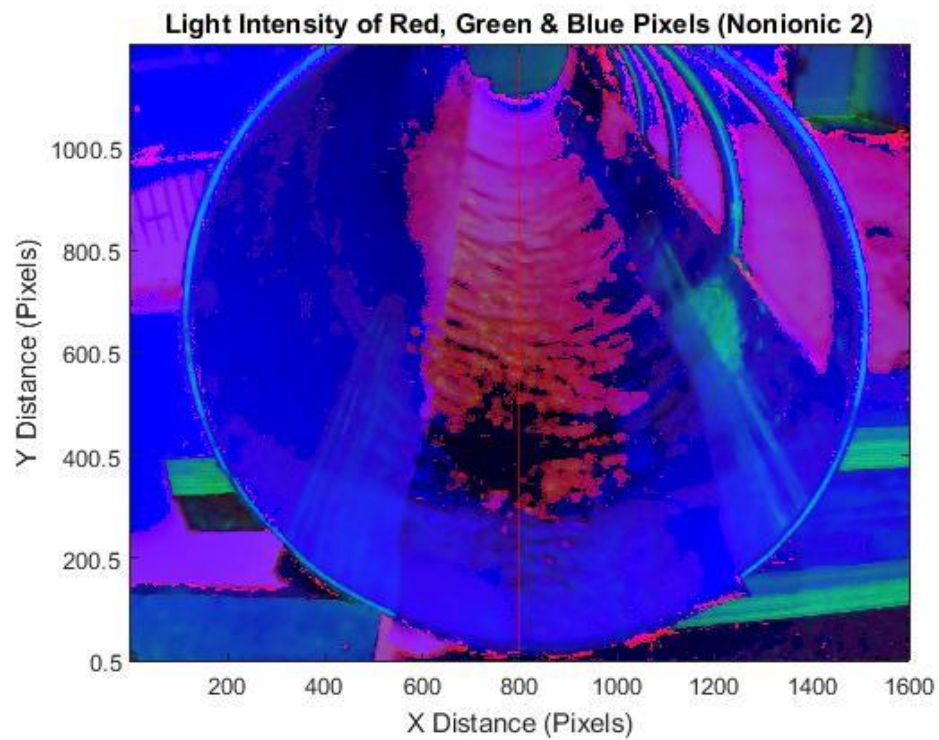 Light Intensity of Red, Green & Blue Pixels (Nonionic 2)
1000.5
800.5
600.5
400.5
200.5
0.5
Y Distance (Pixels)
200 400 600 800 1000 1200 1400 1600
X Distance (Pixels)